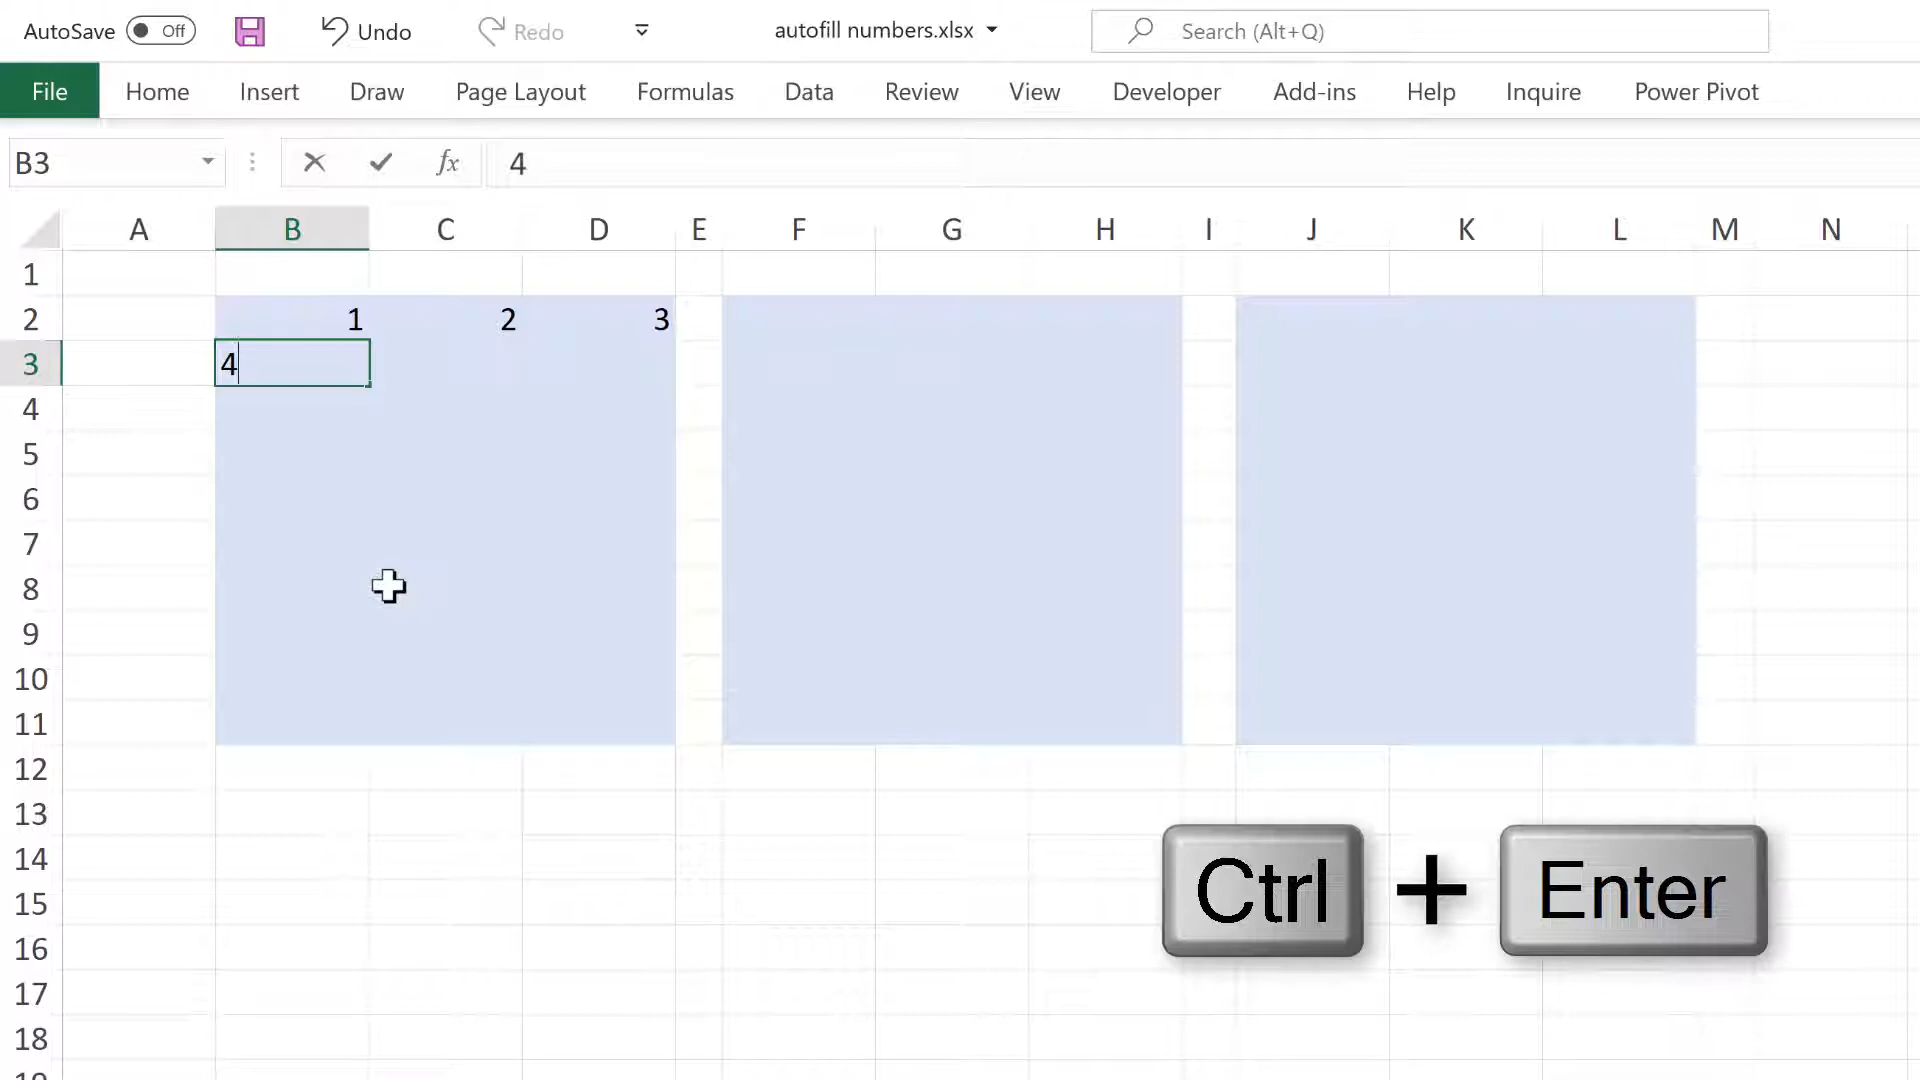 AutoSave Off Undo Redo autofill numbers.xlsx Search (Alt+Q)
File Home Insert Draw Page Layout Formulas Data Review View Developer Add-ins Help Inquire Power Pivot
B3 fx 4
A B C D E F G H I J K L M N
1
2 1 2 3
3 4
4
5
6
7
8
9
10
11
12
13
14
15
16
17
18
Ctrl + Enter